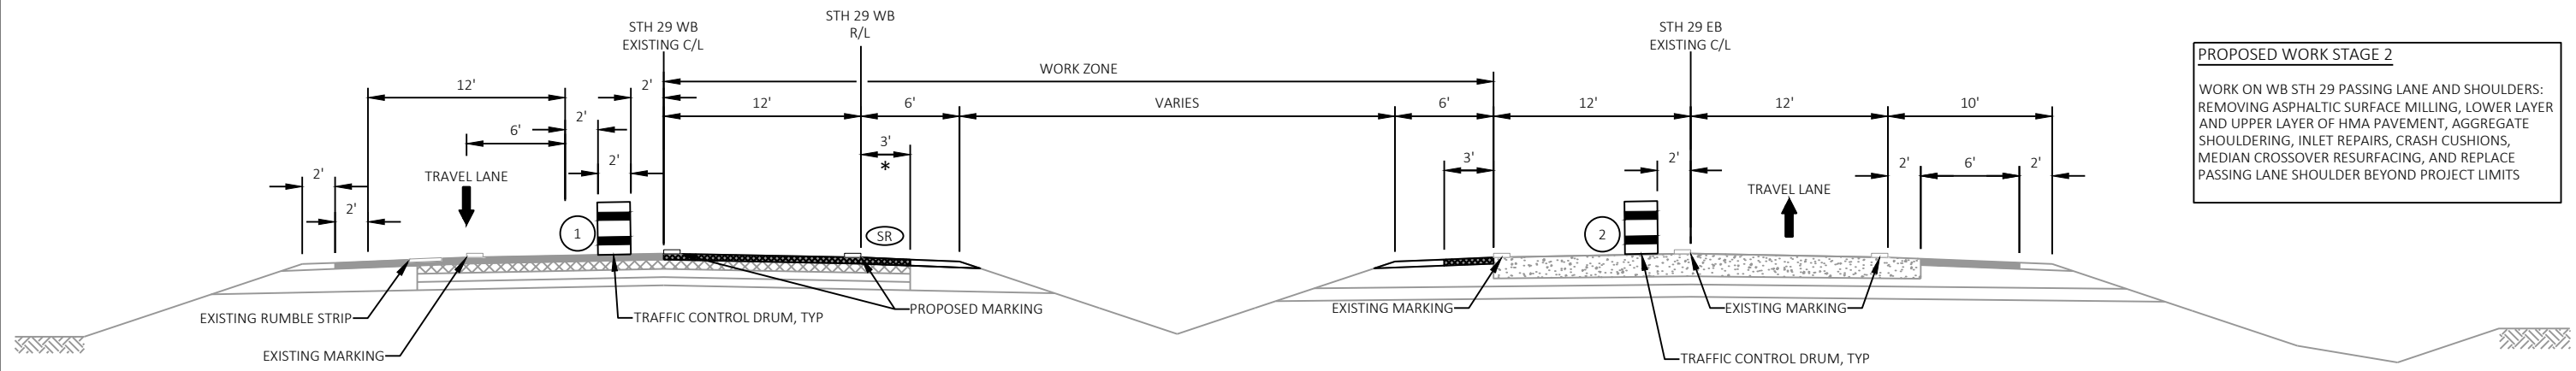 STH 29 WB
EXISTING C/L
STH 29 WB
R/L
STH 29 EB
EXISTING C/L
PROPOSED WORK STAGE 2
WORK ON WB STH 29 PASSING LANE AND SHOULDERS:
REMOVING ASPHALTIC SURFACE MILLING, LOWER LAYER
AND UPPER LAYER OF HMA PAVEMENT, AGGREGATE
SHOULDERING, INLET REPAIRS, CRASH CUSHIONS,
MEDIAN CROSSOVER RESURFACING, AND REPLACE
PASSING LANE SHOULDER BEYOND PROJECT LIMITS
WORK ZONE
12'
2'
12'
6'
VARIES
6'
12'
12'
10'
2'
6'
2'
3'
*
3'
2'
2'
6'
2'
2'
TRAVEL LANE
TRAVEL LANE
2'
1
SR
2
EXISTING RUMBLE STRIP
TRAFFIC CONTROL DRUM, TYP
PROPOSED MARKING
EXISTING MARKING
EXISTING MARKING
EXISTING MARKING
TRAFFIC CONTROL DRUM, TYP